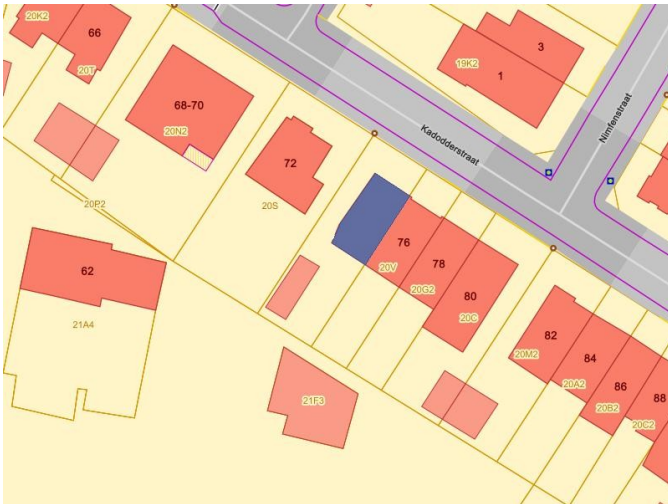 20K2
66
20T
3
19K2
1
68-70
20N2
Kadodderstraat
Nimfenstraat
72
20P2
20S
76
20V
78
20G2
80
20C
62
21A4
82
20M2
84
20A2
86
20B2
88
20C2
21F3